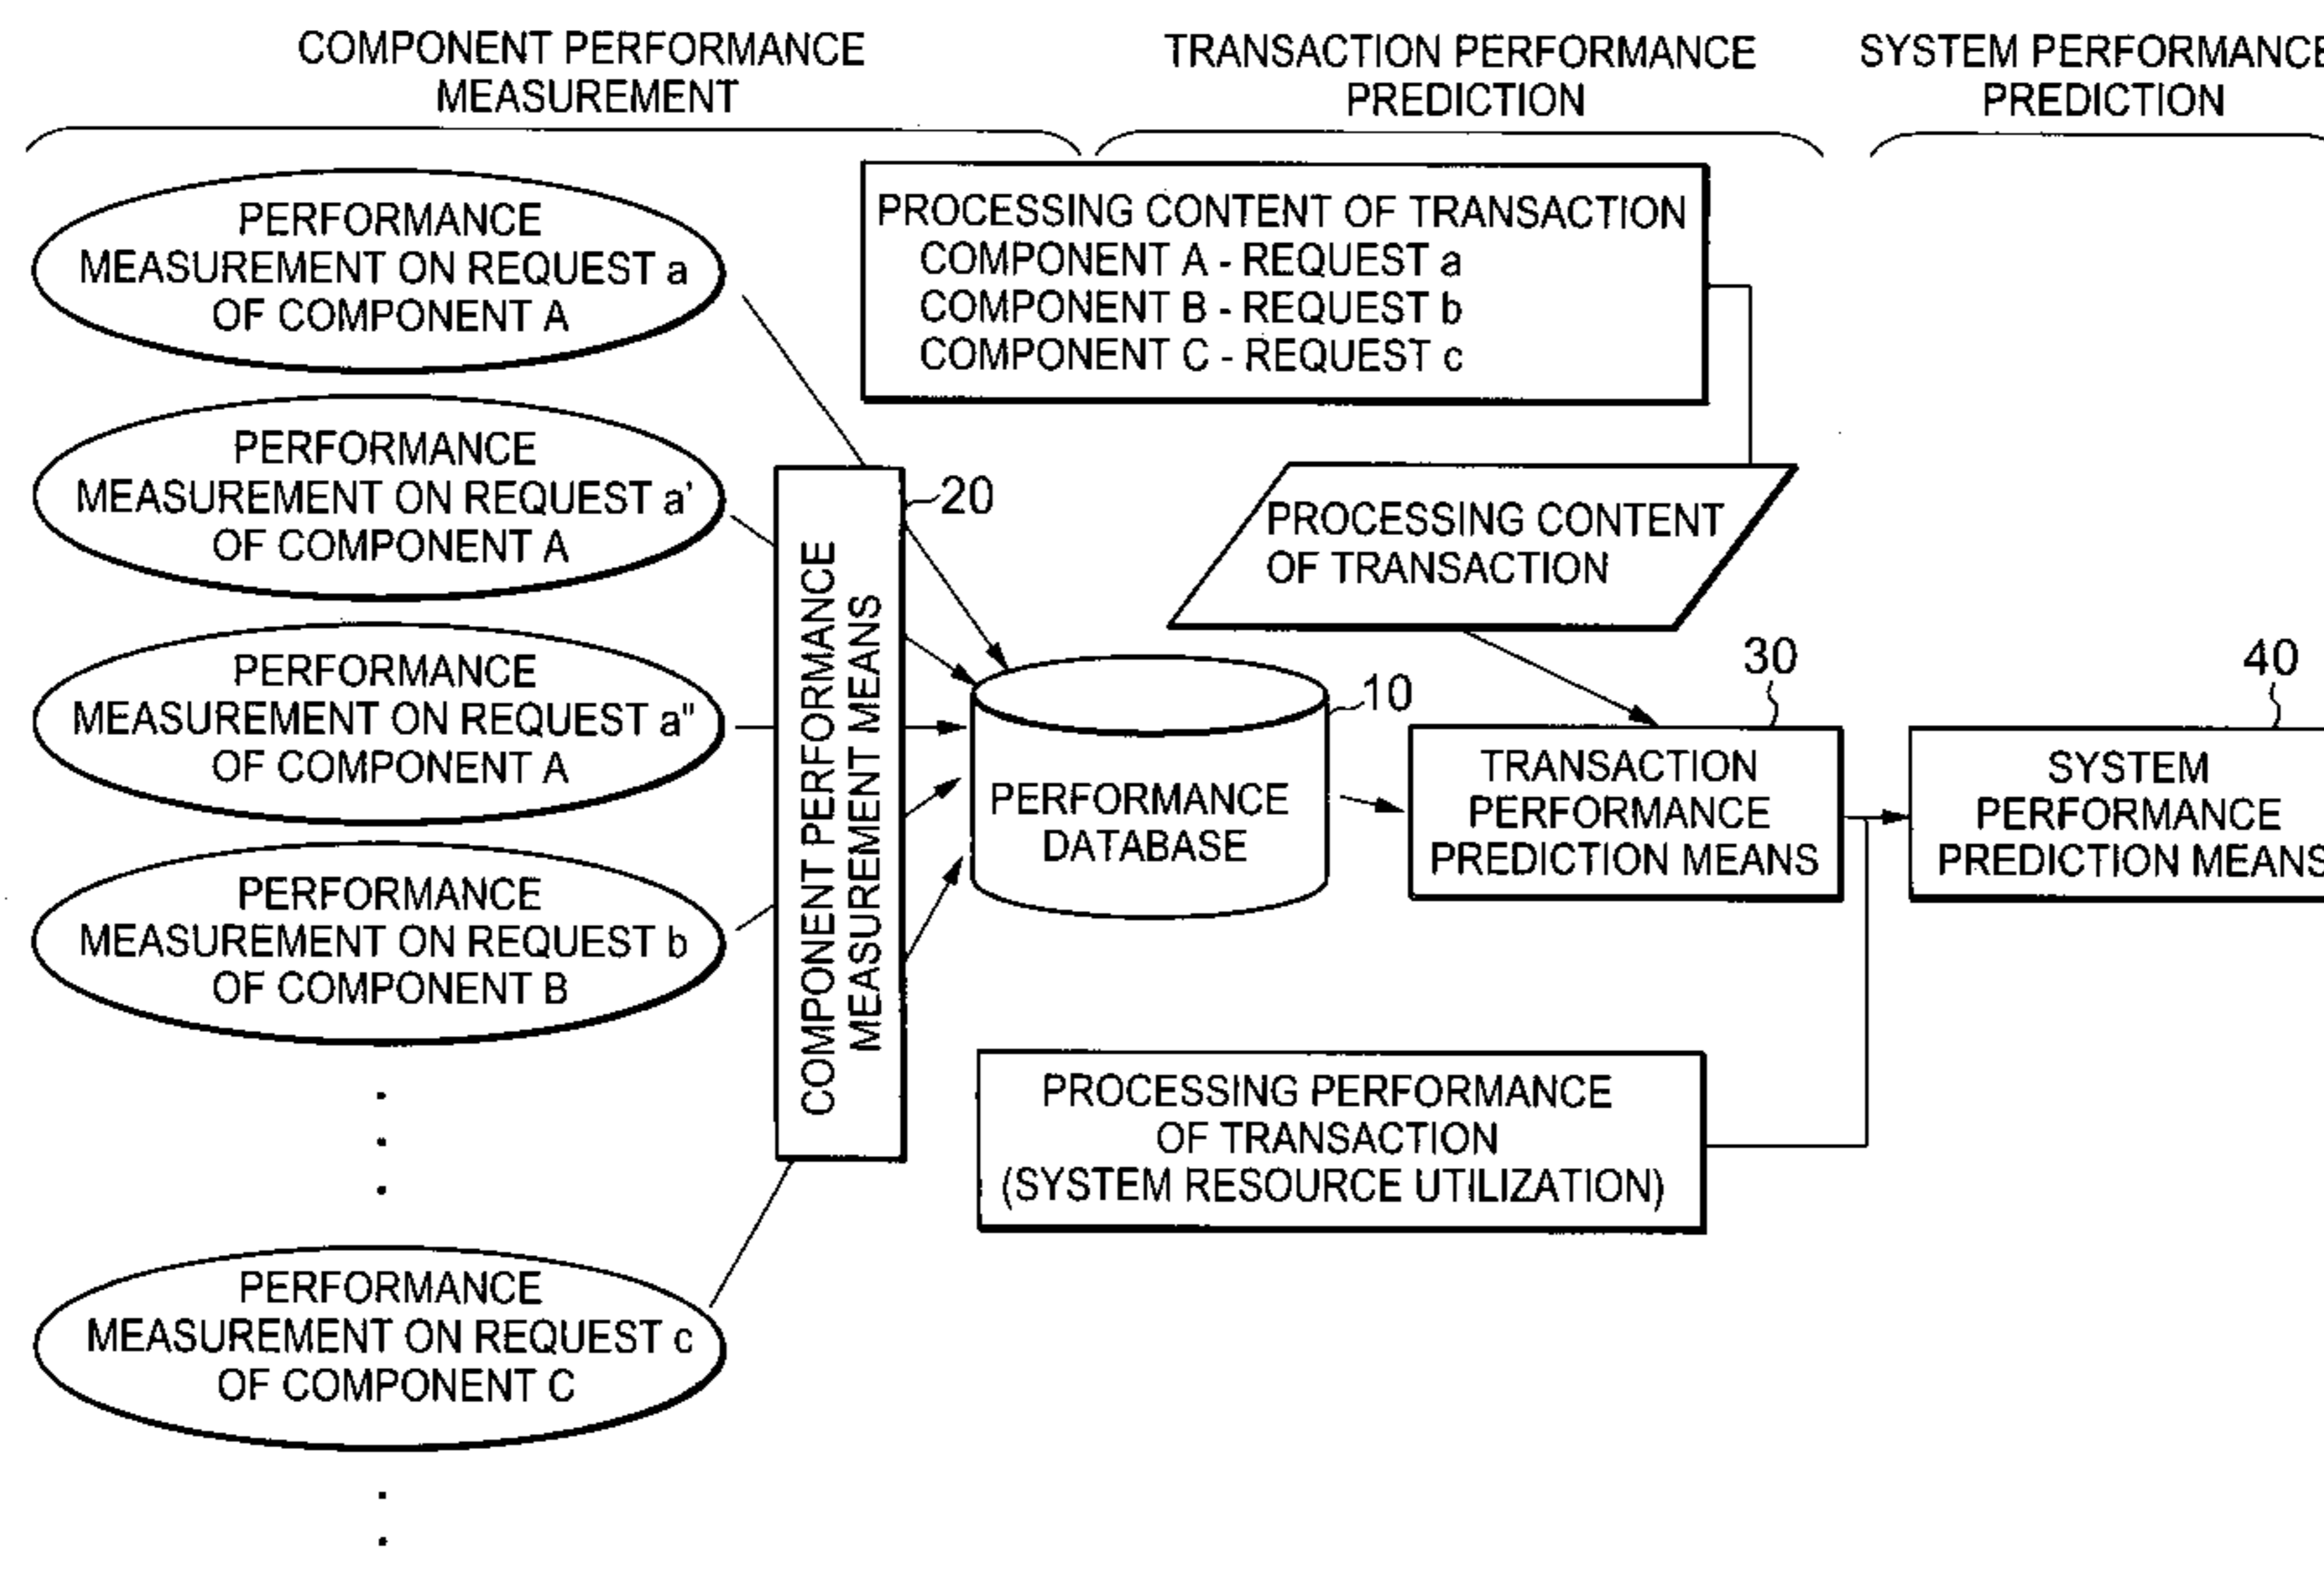 COMPONENT PERFORMANCE
MEASUREMENT
TRANSACTION PERFORMANCE
PREDICTION
SYSTEM PERFORMANCE
PREDICTION
PERFORMANCE
MEASUREMENT ON REQUEST a
OF COMPONENT A
PERFORMANCE
MEASUREMENT ON REQUEST a'
OF COMPONENT A
PERFORMANCE
MEASUREMENT ON REQUEST a"
OF COMPONENT A
PERFORMANCE
MEASUREMENT ON REQUEST b
OF COMPONENT B
PERFORMANCE
MEASUREMENT ON REQUEST c
OF COMPONENT C
COMPONENT PERFORMANCE
MEASUREMENT MEANS
20
PROCESSING CONTENT OF TRANSACTION
COMPONENT A - REQUEST a
COMPONENT B - REQUEST b
COMPONENT C - REQUEST c
PROCESSING CONTENT
OF TRANSACTION
10
PERFORMANCE
DATABASE
30
TRANSACTION
PERFORMANCE
PREDICTION MEANS
40
SYSTEM
PERFORMANCE
PREDICTION MEANS
PROCESSING PERFORMANCE
OF TRANSACTION
(SYSTEM RESOURCE UTILIZATION)